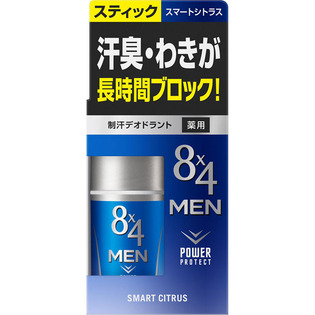 スティック スマートシトラス
汗臭・わきが
長時間ブロック!
制汗デオドラント 薬用
8x4
MEN
POWER
PROTECT
8x4
MEN
SMART CITRUS